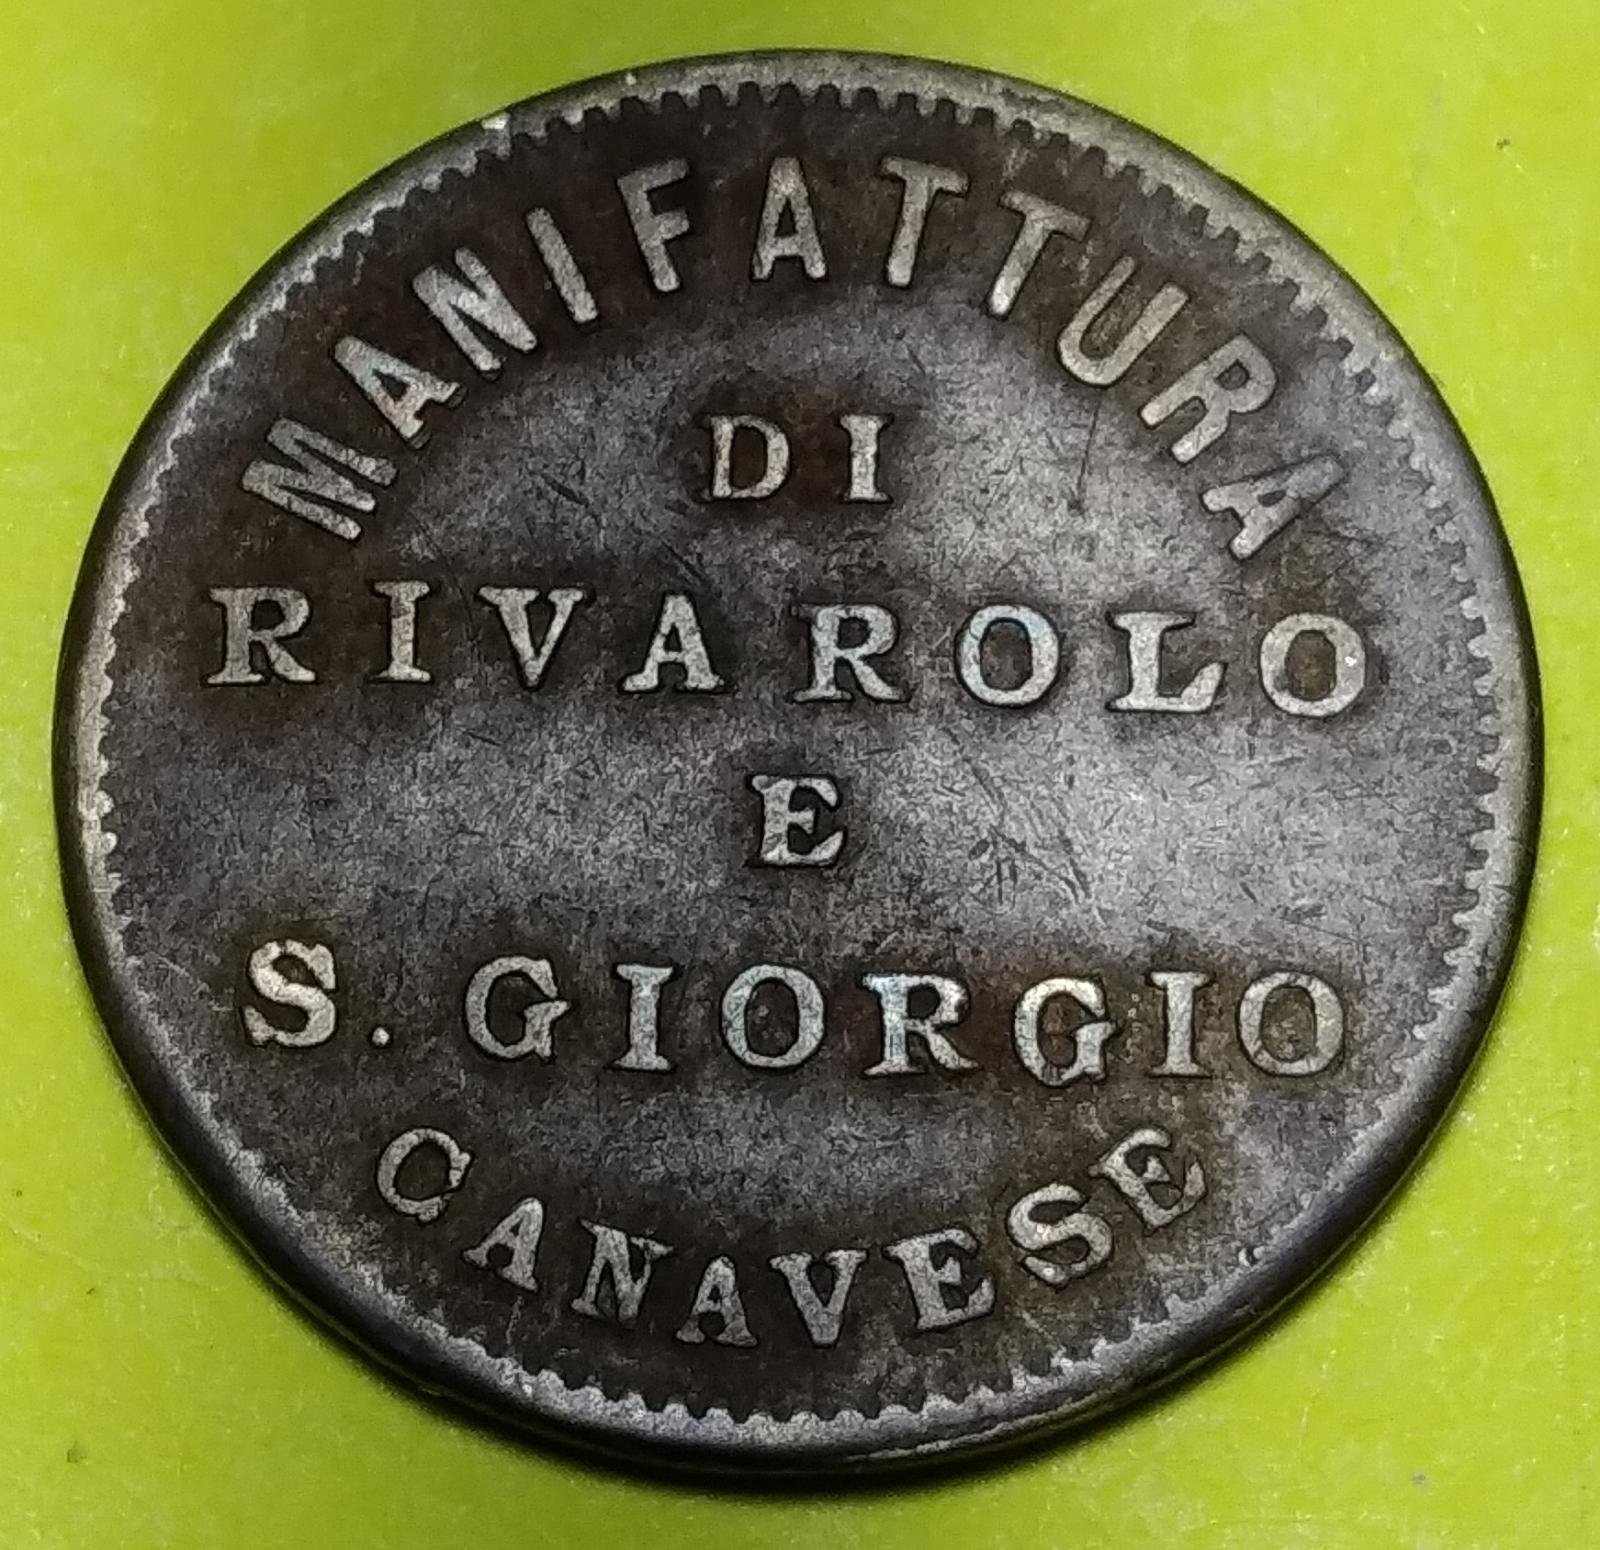 MANIFATTURA
DI
RIVAROLO
E
S. GIORGIO
CANAVESE